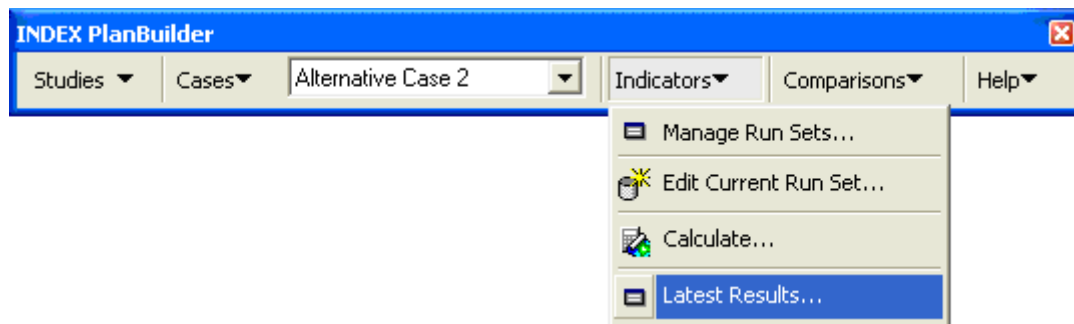 INDEX PlanBuilder
Studies Cases Alternative Case 2 Indicators Comparisons Help
Manage Run Sets...
Edit Current Run Set...
Calculate...
Latest Results...